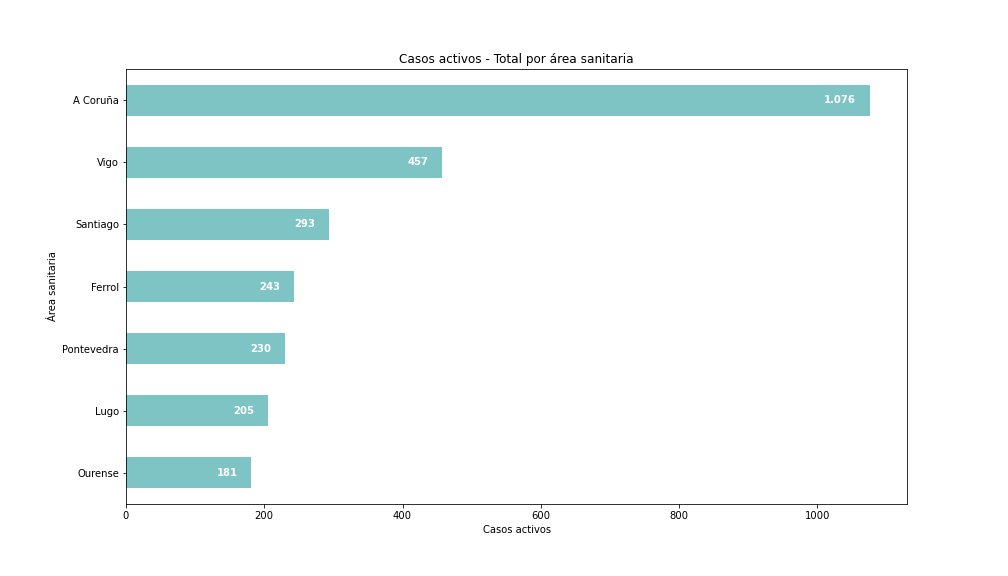 Casos activos - Total por área sanitaria
Área sanitaria
A Coruña 1.076
Vigo 457
Santiago 293
Ferrol 243
Pontevedra 230
Lugo 205
Ourense 181
0 200 400 600 800 1000
Casos activos